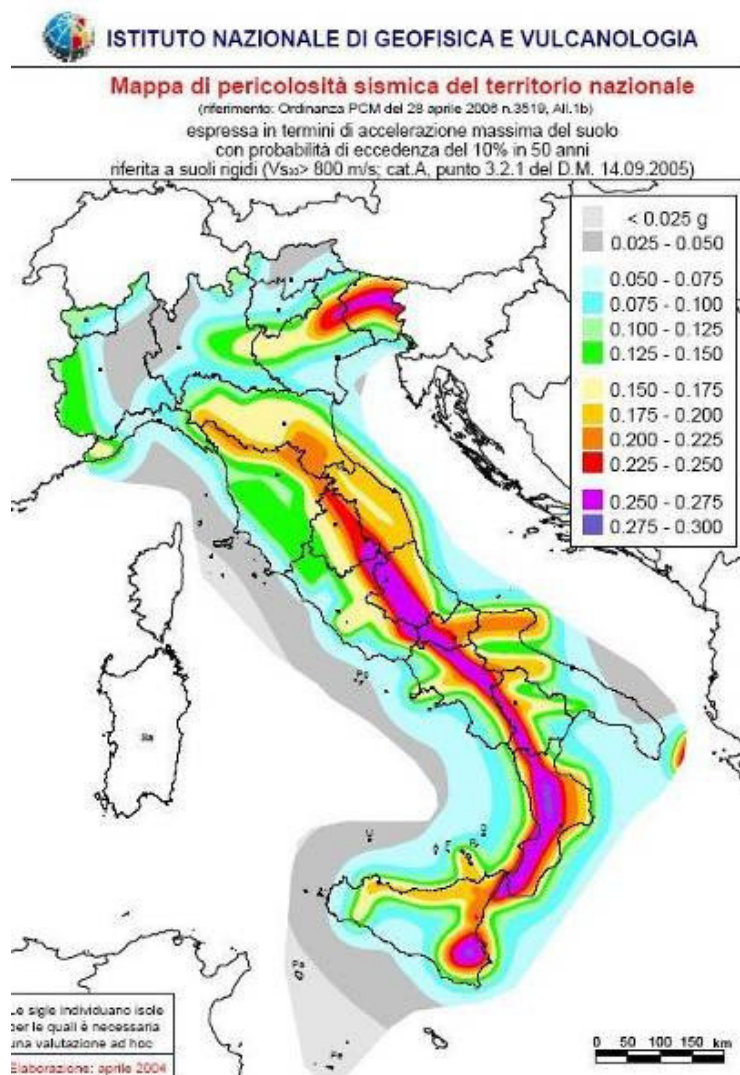 ISTITUTO NAZIONALE DI GEOFISICA E VULCANOLOGIA
Mappa di pericolosità sismica del territorio nazionale
(riferimento: Ordinanza PCM del 28 aprile 2006 n.3519, All.1b)
espressa in termini di accelerazione massima del suolo
con probabilità di eccedenza del 10% in 50 anni
riferita a suoli rigidi (Vs₃₀> 800 m/s; cat.A, punto 3.2.1 del D.M. 14.09.2005)
< 0.025 g
0.025 - 0.050
0.050 - 0.075
0.075 - 0.100
0.100 - 0.125
0.125 - 0.150
0.150 - 0.175
0.175 - 0.200
0.200 - 0.225
0.225 - 0.250
0.250 - 0.275
0.275 - 0.300
Sa
U
Pa
Pe
Le sigle individuano isole
per le quali è necessaria
una valutazione ad hoc
Elaborazione: aprile 2004
0 50 100 150 km